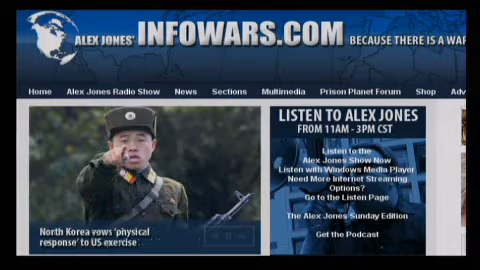 ALEX JONES' INFOWARS.COM BECAUSE THERE IS A WAR
Home Alex Jones Radio Show News Sections Multimedia Prison Planet Forum Shop Adv
LISTEN TO ALEX JONES
FROM 11AM - 3PM CST
Listen to the
Alex Jones Show Now
Listen with Windows Media Player
Need More Internet Streaming
Options?
Go to the Listen Page
The Alex Jones Sunday Edition
Get the Podcast
North Korea vows 'physical
response' to US exercise